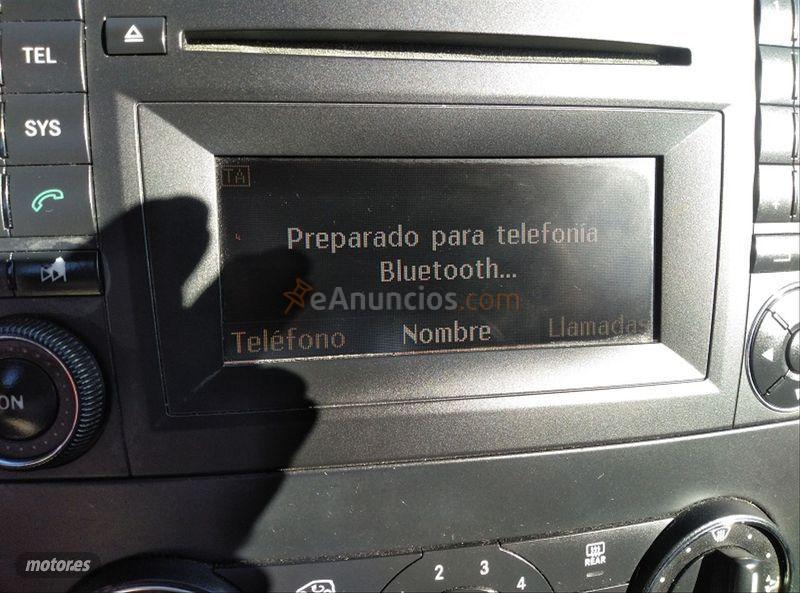 TEL
SYS
TA
Preparado para telefonía
Bluetooth...
eAnuncios.com
Teléfono Nombre Llamadas
ON
motor.es
2 3 4
REAR